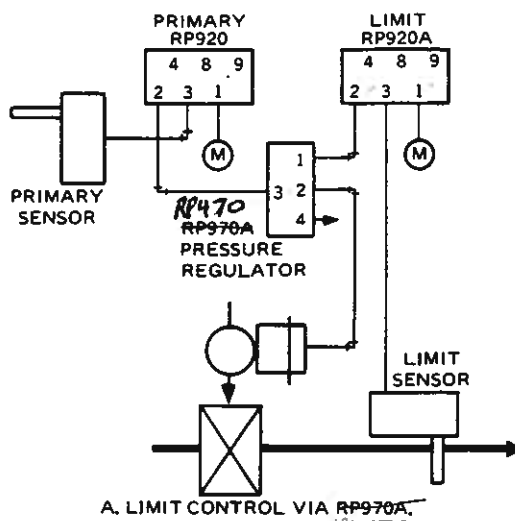 PRIMARY
RP920
4 8 9
2 3 1
M
PRIMARY
SENSOR
LIMIT
RP920A
4 8 9
2 3 1
M
1
3 2
4
RP470
RP970A
PRESSURE
REGULATOR
LIMIT
SENSOR
A. LIMIT CONTROL VIA RP970A.